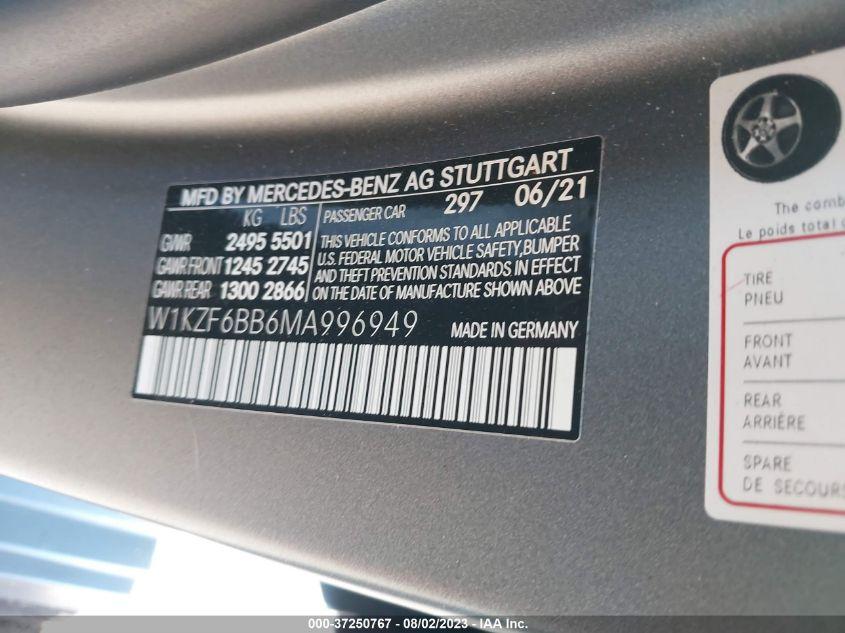 MFD BY MERCEDES-BENZ AG STUTTGART
KG LBS PASSENGER CAR 297 06/21
GVWR 2495 5501
GAWR FRONT 1245 2745
GAWR REAR 1300 2866
THIS VEHICLE CONFORMS TO ALL APPLICABLE
U.S. FEDERAL MOTOR VEHICLE SAFETY, BUMPER
AND THEFT PREVENTION STANDARDS IN EFFECT
ON THE DATE OF MANUFACTURE SHOWN ABOVE
W1KZF6BB6MA996949 MADE IN GERMANY
The comb
Le poids total
TIRE
PNEU
FRONT
AVANT
REAR
ARRIÈRE
SPARE
DE SECOURS
000-37250767 - 08/02/2023 - IAA Inc.